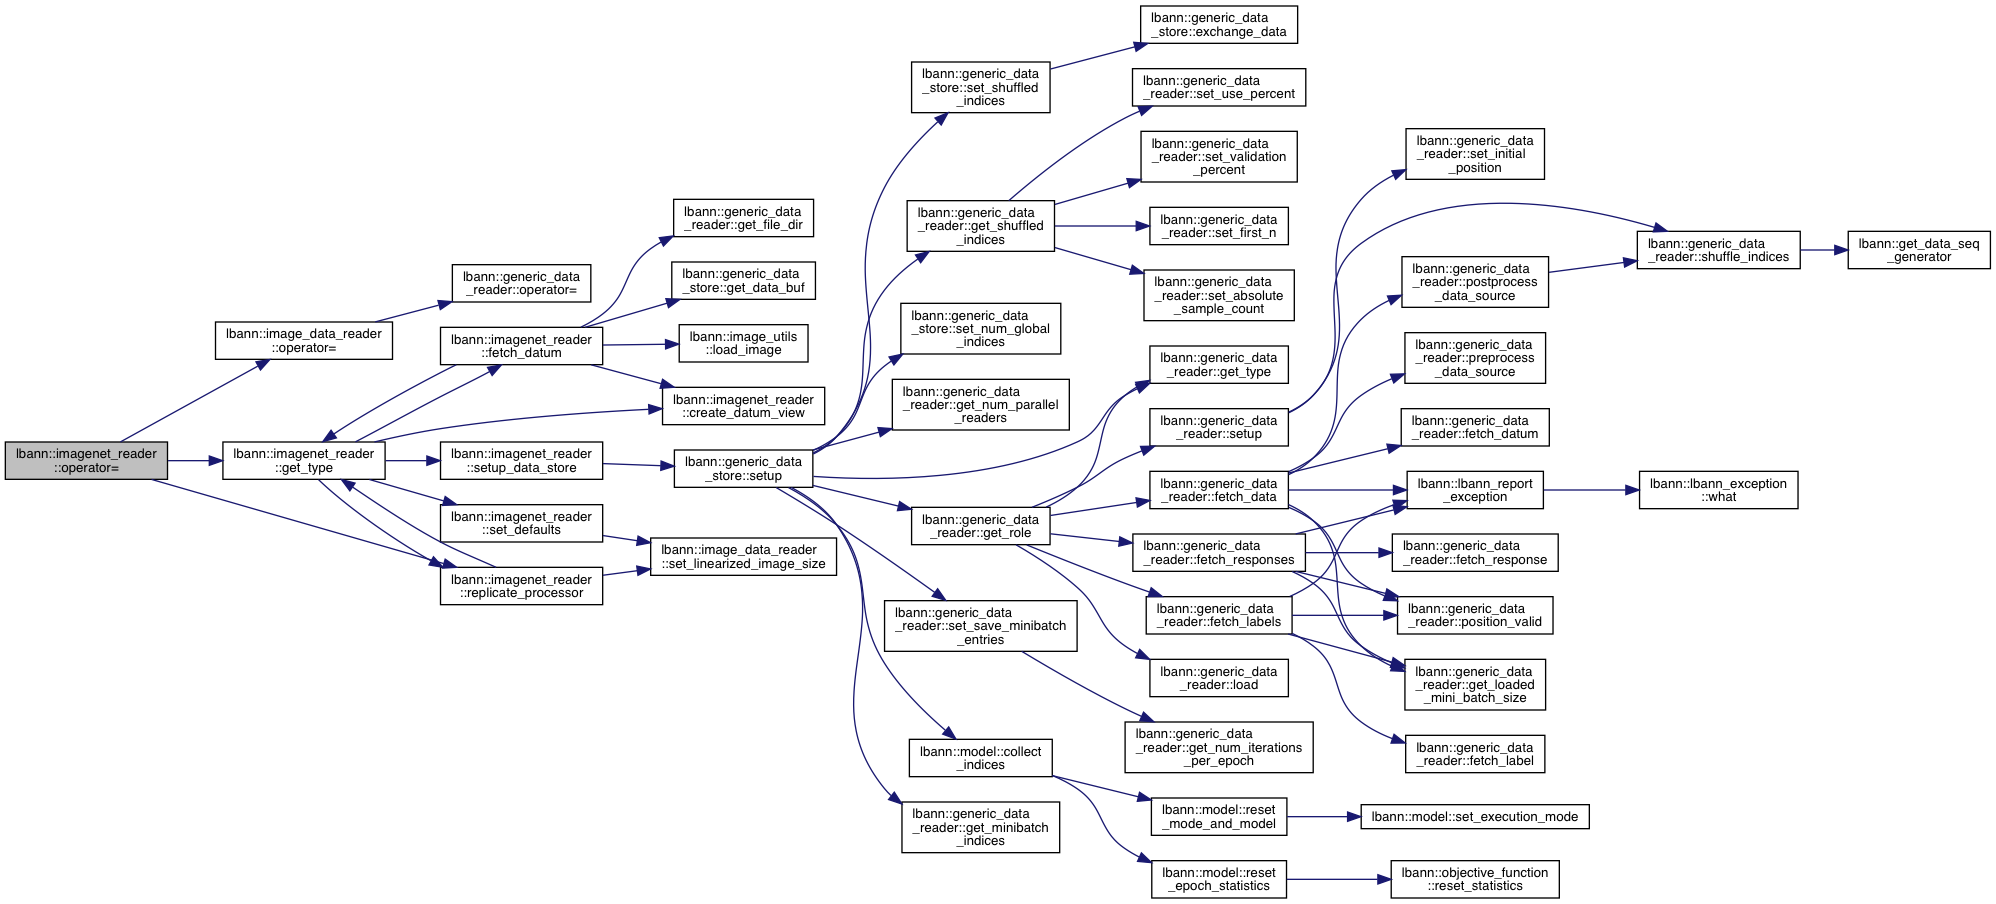 lbann::imagenet_reader
::operator=
lbann::image_data_reader
::operator=
lbann::imagenet_reader
::get_type
lbann::generic_data
_reader::operator=
lbann::imagenet_reader
::fetch_datum
lbann::imagenet_reader
::setup_data_store
lbann::imagenet_reader
::set_defaults
lbann::imagenet_reader
::replicate_processor
lbann::generic_data
_reader::get_file_dir
lbann::generic_data
_store::get_data_buf
lbann::image_utils
::load_image
lbann::imagenet_reader
::create_datum_view
lbann::generic_data
_store::setup
lbann::image_data_reader
::set_linearized_image_size
lbann::generic_data
_store::set_shuffled
_indices
lbann::generic_data
_reader::get_shuffled
_indices
lbann::generic_data
_store::set_num_global
_indices
lbann::generic_data
_reader::get_num_parallel
_readers
lbann::generic_data
_reader::get_role
lbann::generic_data
_reader::set_save_minibatch
_entries
lbann::model::collect
_indices
lbann::generic_data
_reader::get_minibatch
_indices
lbann::generic_data
_store::exchange_data
lbann::generic_data
_reader::set_use_percent
lbann::generic_data
_reader::set_validation
_percent
lbann::generic_data
_reader::set_first_n
lbann::generic_data
_reader::set_absolute
_sample_count
lbann::generic_data
_reader::get_type
lbann::generic_data
_reader::setup
lbann::generic_data
_reader::fetch_data
lbann::generic_data
_reader::fetch_responses
lbann::generic_data
_reader::fetch_labels
lbann::generic_data
_reader::load
lbann::generic_data
_reader::get_num_iterations
_per_epoch
lbann::model::reset
_mode_and_model
lbann::model::reset
_epoch_statistics
lbann::generic_data
_reader::set_initial
_position
lbann::generic_data
_reader::postprocess
_data_source
lbann::generic_data
_reader::preprocess
_data_source
lbann::generic_data
_reader::fetch_datum
lbann::lbann_report
_exception
lbann::generic_data
_reader::fetch_response
lbann::generic_data
_reader::position_valid
lbann::generic_data
_reader::get_loaded
_mini_batch_size
lbann::generic_data
_reader::fetch_label
lbann::model::set_execution_mode
lbann::objective_function
::reset_statistics
lbann::generic_data
_reader::shuffle_indices
lbann::lbann_exception
::what
lbann::get_data_seq
_generator